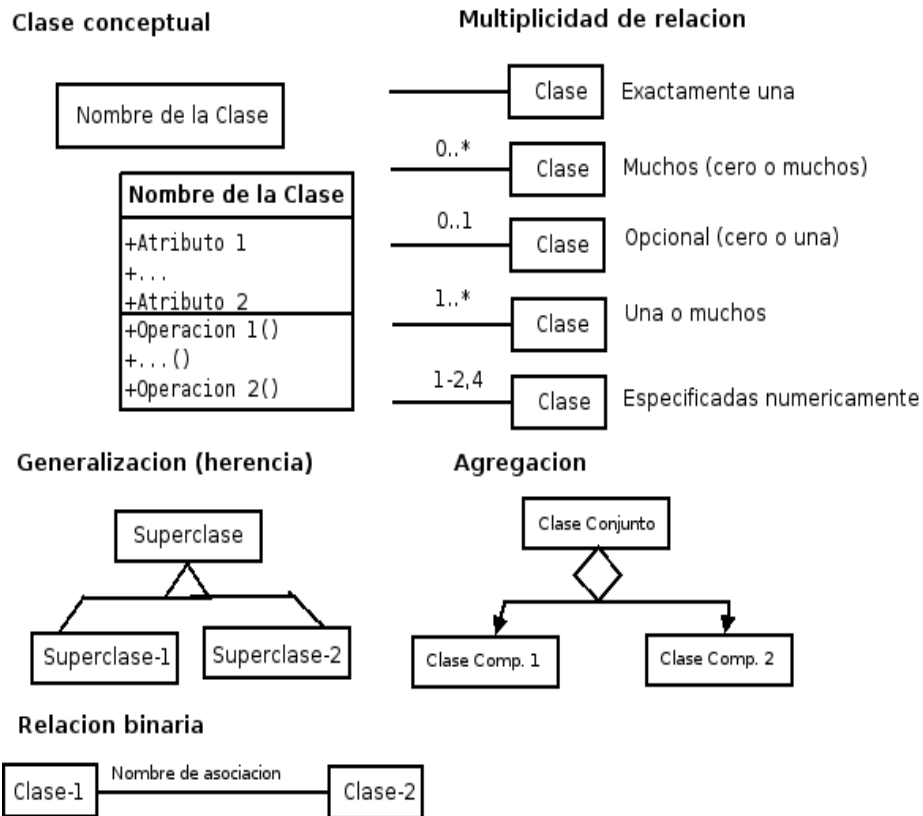 Clase conceptual
Nombre de la Clase
Nombre de la Clase
+Atributo 1
+...
+Atributo 2
+Operacion 1()
+...()
+Operacion 2()
Multiplicidad de relacion
Clase Exactamente una
0..*
Clase Muchos (cero o muchos)
0..1
Clase Opcional (cero o una)
1..*
Clase Una o muchos
1-2,4
Clase Especificadas numericamente
Generalizacion (herencia)
Superclase
Superclase-1 Superclase-2
Agregacion
Clase Conjunto
Clase Comp. 1 Clase Comp. 2
Relacion binaria
Clase-1 Nombre de asociacion Clase-2